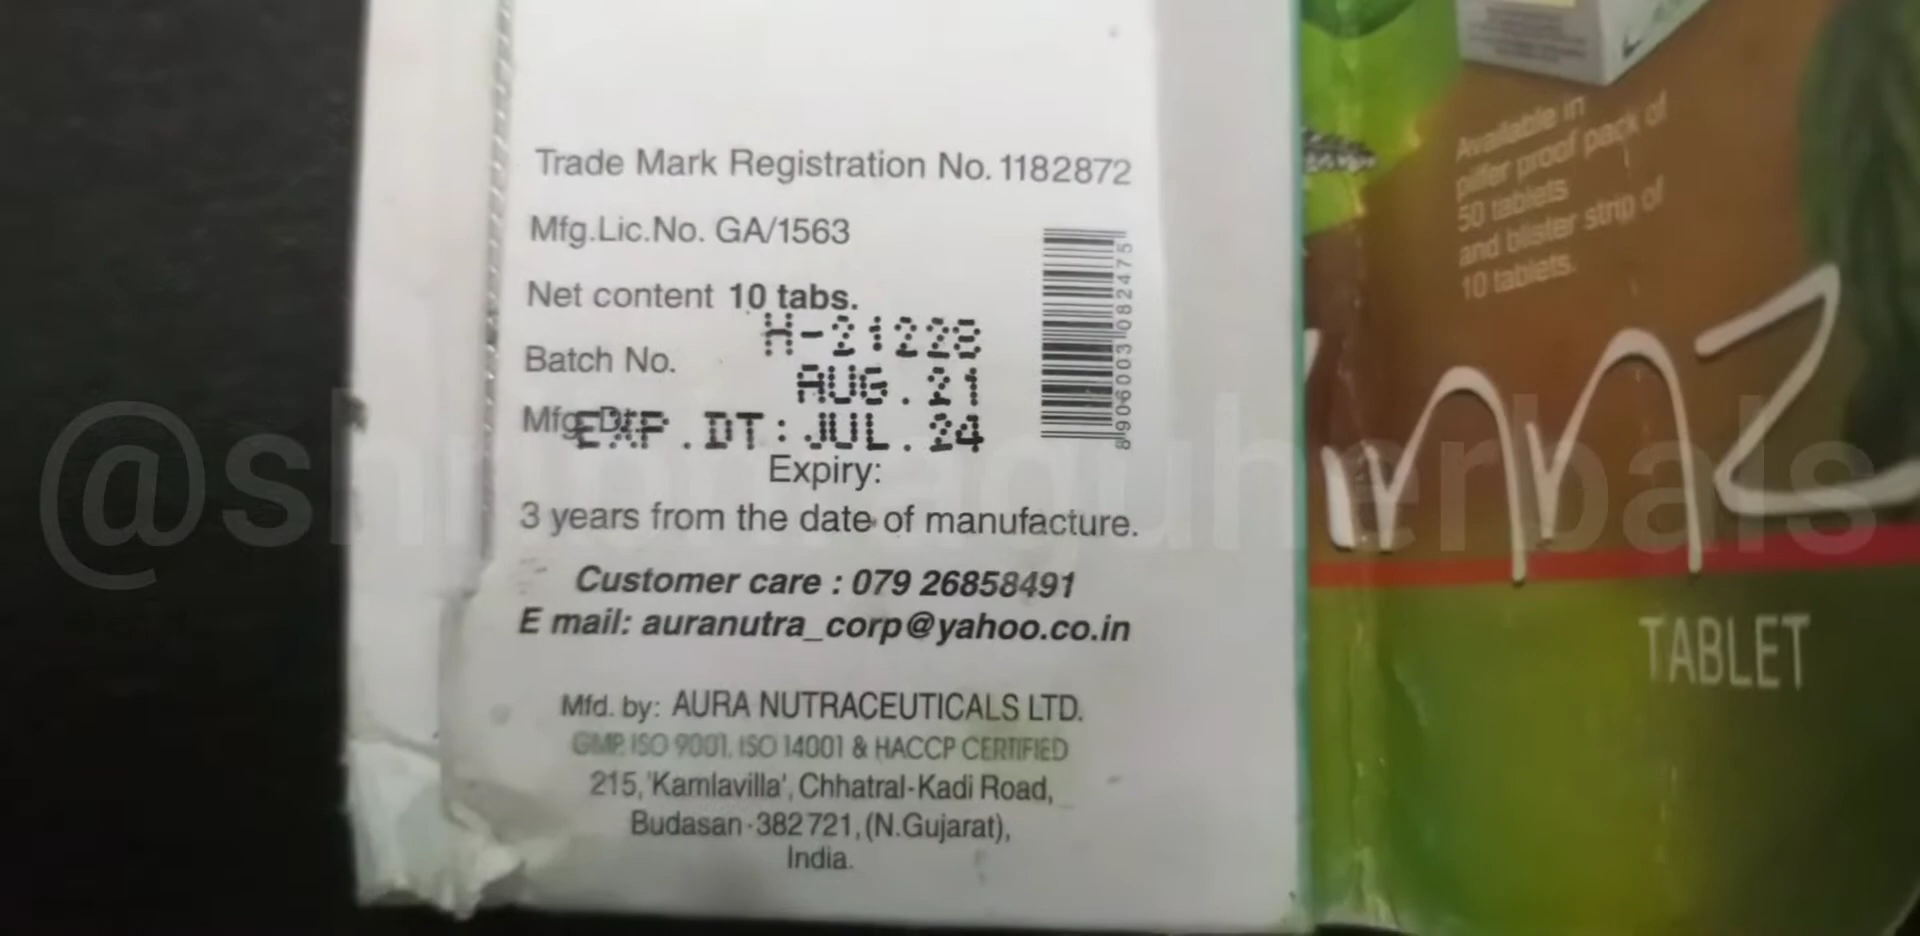 Trade Mark Registration No. 1182872
Mfg.Lic.No. GA/1563
Net content 10 tabs.
H-21228
Batch No.
AUG.21
Mfg.Dt.
EXP.DT:JUL.24
Expiry:
3 years from the date of manufacture.
Customer care : 079 26858491
E mail: auranutra_corp@yahoo.co.in
Mfd. by: AURA NUTRACEUTICALS LTD.
GMP, ISO 9001, ISO 14001 & HACCP CERTIFIED
215, 'Kamlavilla', Chhatral-Kadi Road,
Budasan-382 721, (N.Gujarat),
India.
8906003082475
Available in
pilfer proof pack of
50 tablets
and blister strip of
10 tablets.
TABLET